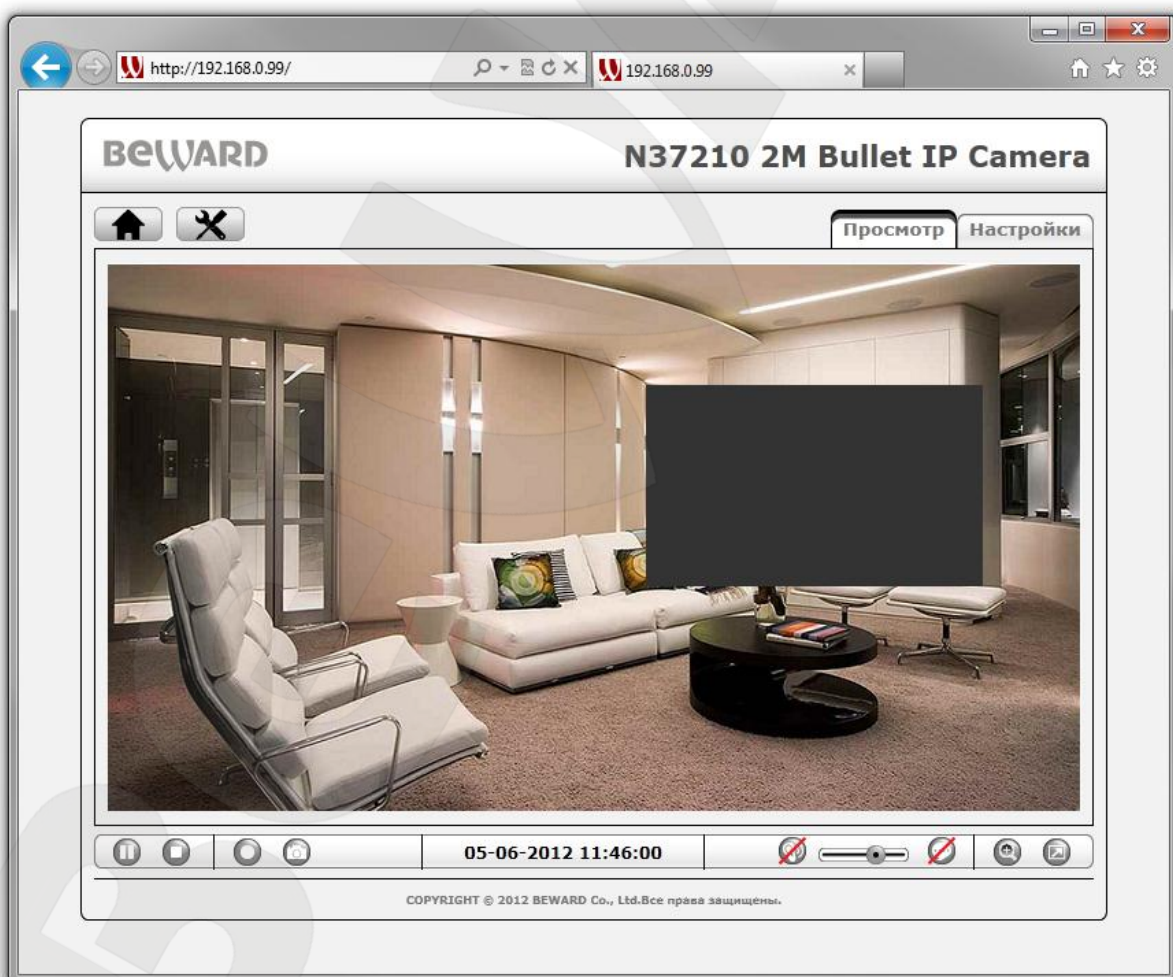 http://192.168.0.99/
192.168.0.99
BEWARD
N37210 2M Bullet IP Camera
Просмотр
Настройки
05-06-2012 11:46:00
COPYRIGHT © 2012 BEWARD Co., Ltd.Все права защищены.